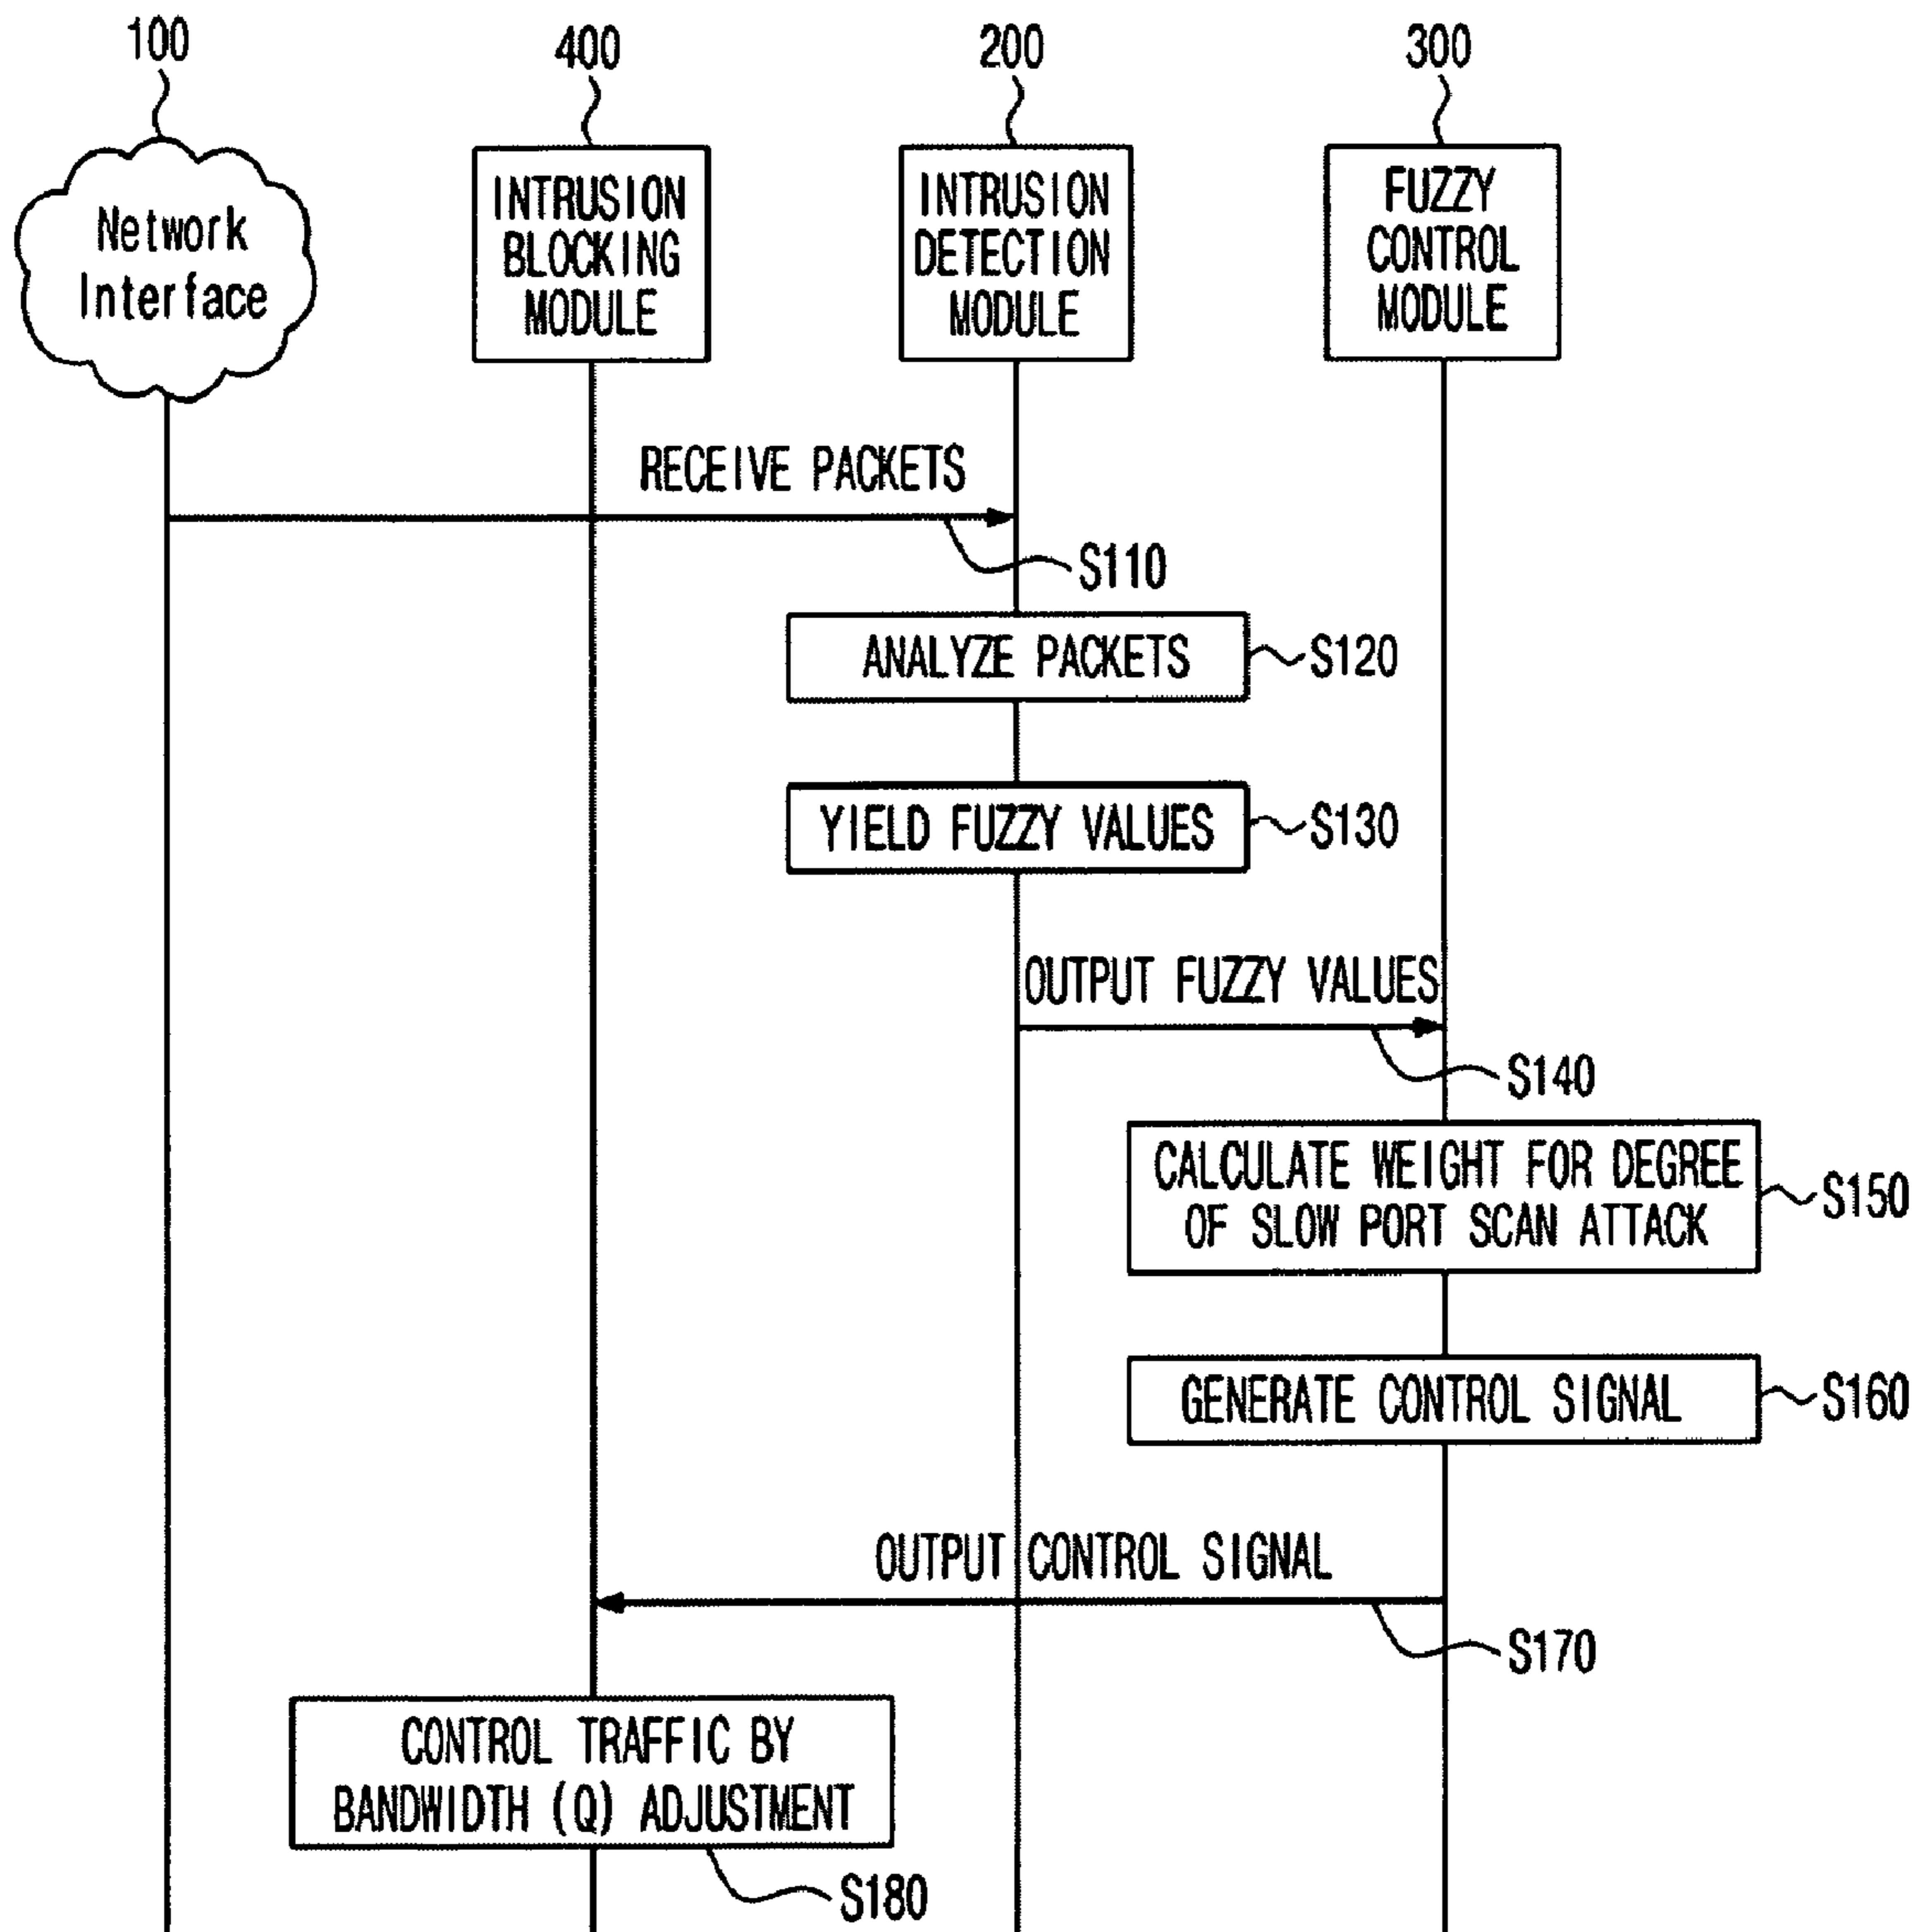 100
400
200
300
Network
Interface
INTRUSION
BLOCKING
MODULE
INTRUSION
DETECTION
MODULE
FUZZY
CONTROL
MODULE
RECEIVE PACKETS
S110
ANALYZE PACKETS
S120
YIELD FUZZY VALUES
S130
OUTPUT FUZZY VALUES
S140
CALCULATE WEIGHT FOR DEGREE
OF SLOW PORT SCAN ATTACK
S150
GENERATE CONTROL SIGNAL
S160
OUTPUT CONTROL SIGNAL
S170
CONTROL TRAFFIC BY
BANDWIDTH (Q) ADJUSTMENT
S180